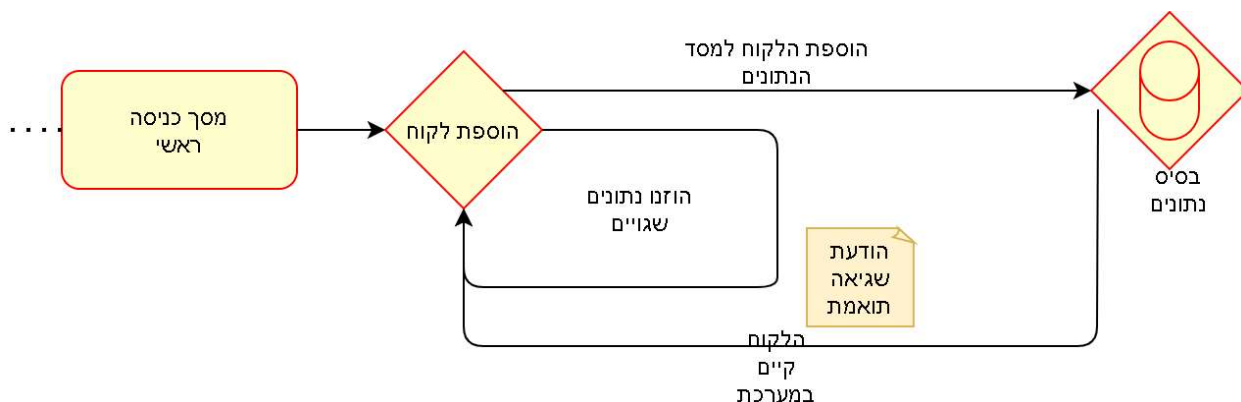 מסך כניסה
ראשי
הוספת לקוח
הוספת הלקוח למסד
הנתונים
בסיס
נתונים
הוזנו נתונים
שגויים
הודעת
שגיאה
תואמת
הלקוח
קיים
במערכת